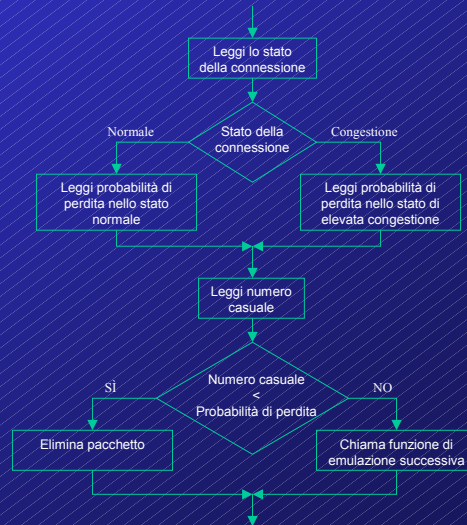 Leggi lo stato
della connessione
Normale
Stato della
connessione
Congestione
Leggi probabilità di
perdita nello stato
normale
Leggi probabilità di
perdita nello stato di
elevata congestione
Leggi numero
casuale
SÌ
Numero casuale
<
Probabilità di perdita
NO
Elimina pacchetto
Chiama funzione di
emulazione successiva